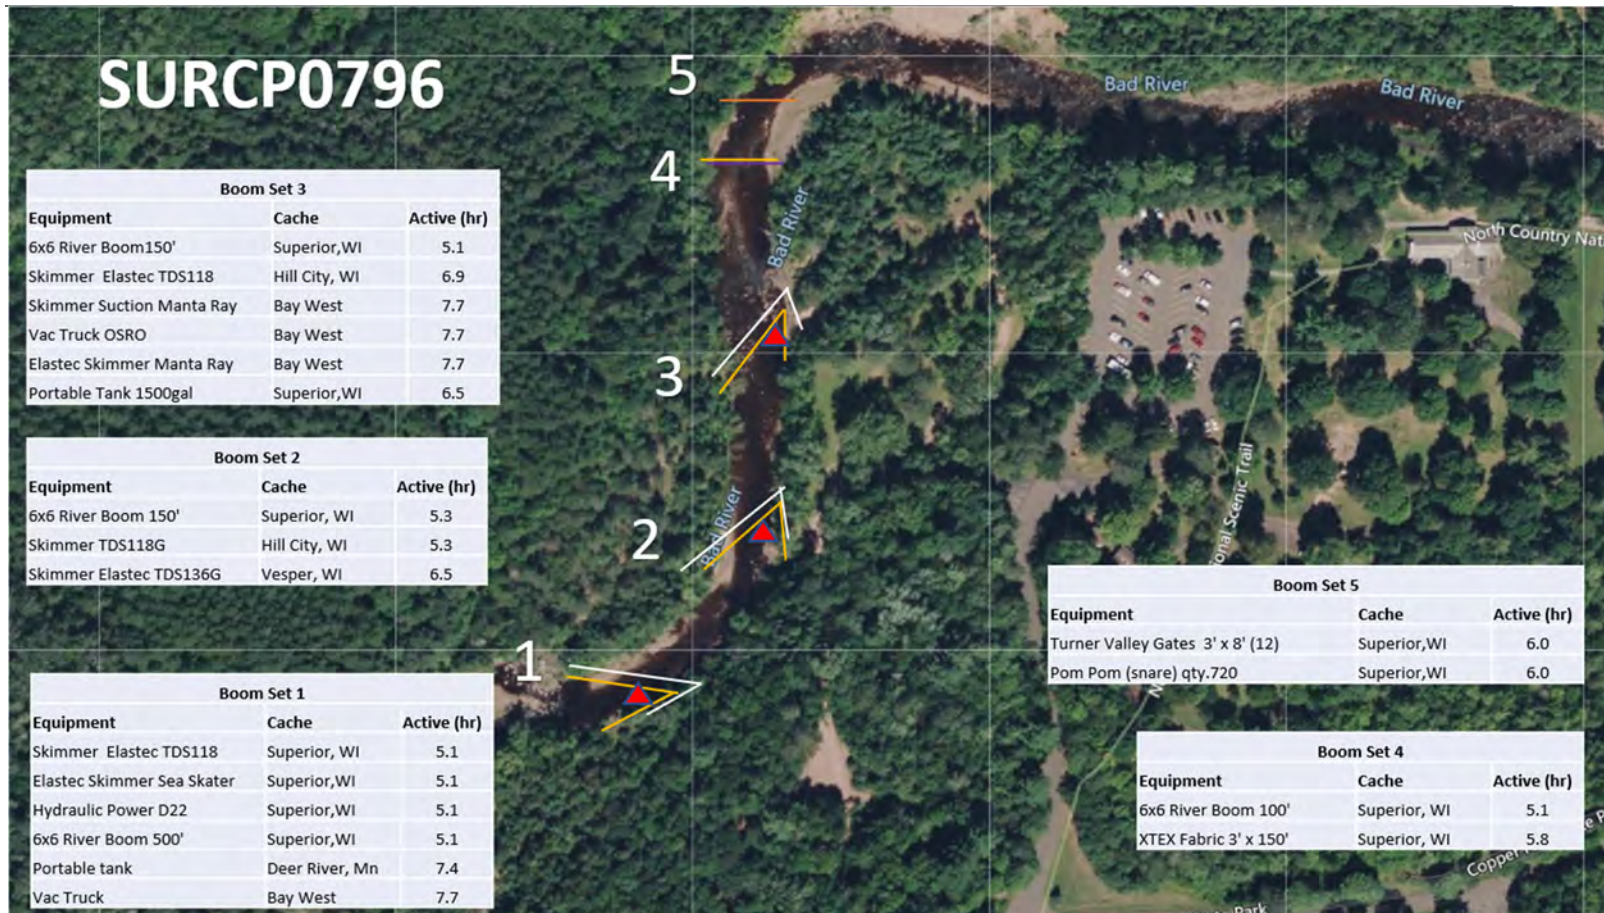 SURCP0796
5
Bad River
Bad River
4
Boom Set 3
Equipment Cache Active (hr)
6x6 River Boom150' Superior,WI 5.1
Skimmer Elastec TDS118 Hill City, WI 6.9
Skimmer Suction Manta Ray Bay West 7.7
Vac Truck OSRO Bay West 7.7
Elastec Skimmer Manta Ray Bay West 7.7
Portable Tank 1500gal Superior,WI 6.5
Bad River
North Country Nat
3
Boom Set 2
Equipment Cache Active (hr)
6x6 River Boom 150' Superior, WI 5.3
Skimmer TDS118G Hill City, WI 5.3
Skimmer Elastec TDS136G Vesper, WI 6.5
2
Bad River
ional Scenic Trail
N
Boom Set 5
Equipment Cache Active (hr)
Turner Valley Gates 3' x 8' (12) Superior,WI 6.0
Pom Pom (snare) qty.720 Superior,WI 6.0
1
Boom Set 1
Equipment Cache Active (hr)
Skimmer Elastec TDS118 Superior, WI 5.1
Elastec Skimmer Sea Skater Superior,WI 5.1
Hydraulic Power D22 Superior,WI 5.1
6x6 River Boom 500' Superior,WI 5.1
Portable tank Deer River, Mn 7.4
Vac Truck Bay West 7.7
Boom Set 4
Equipment Cache Active (hr)
6x6 River Boom 100' Superior, WI 5.1
XTEX Fabric 3' x 150' Superior, WI 5.8
Copper
Park